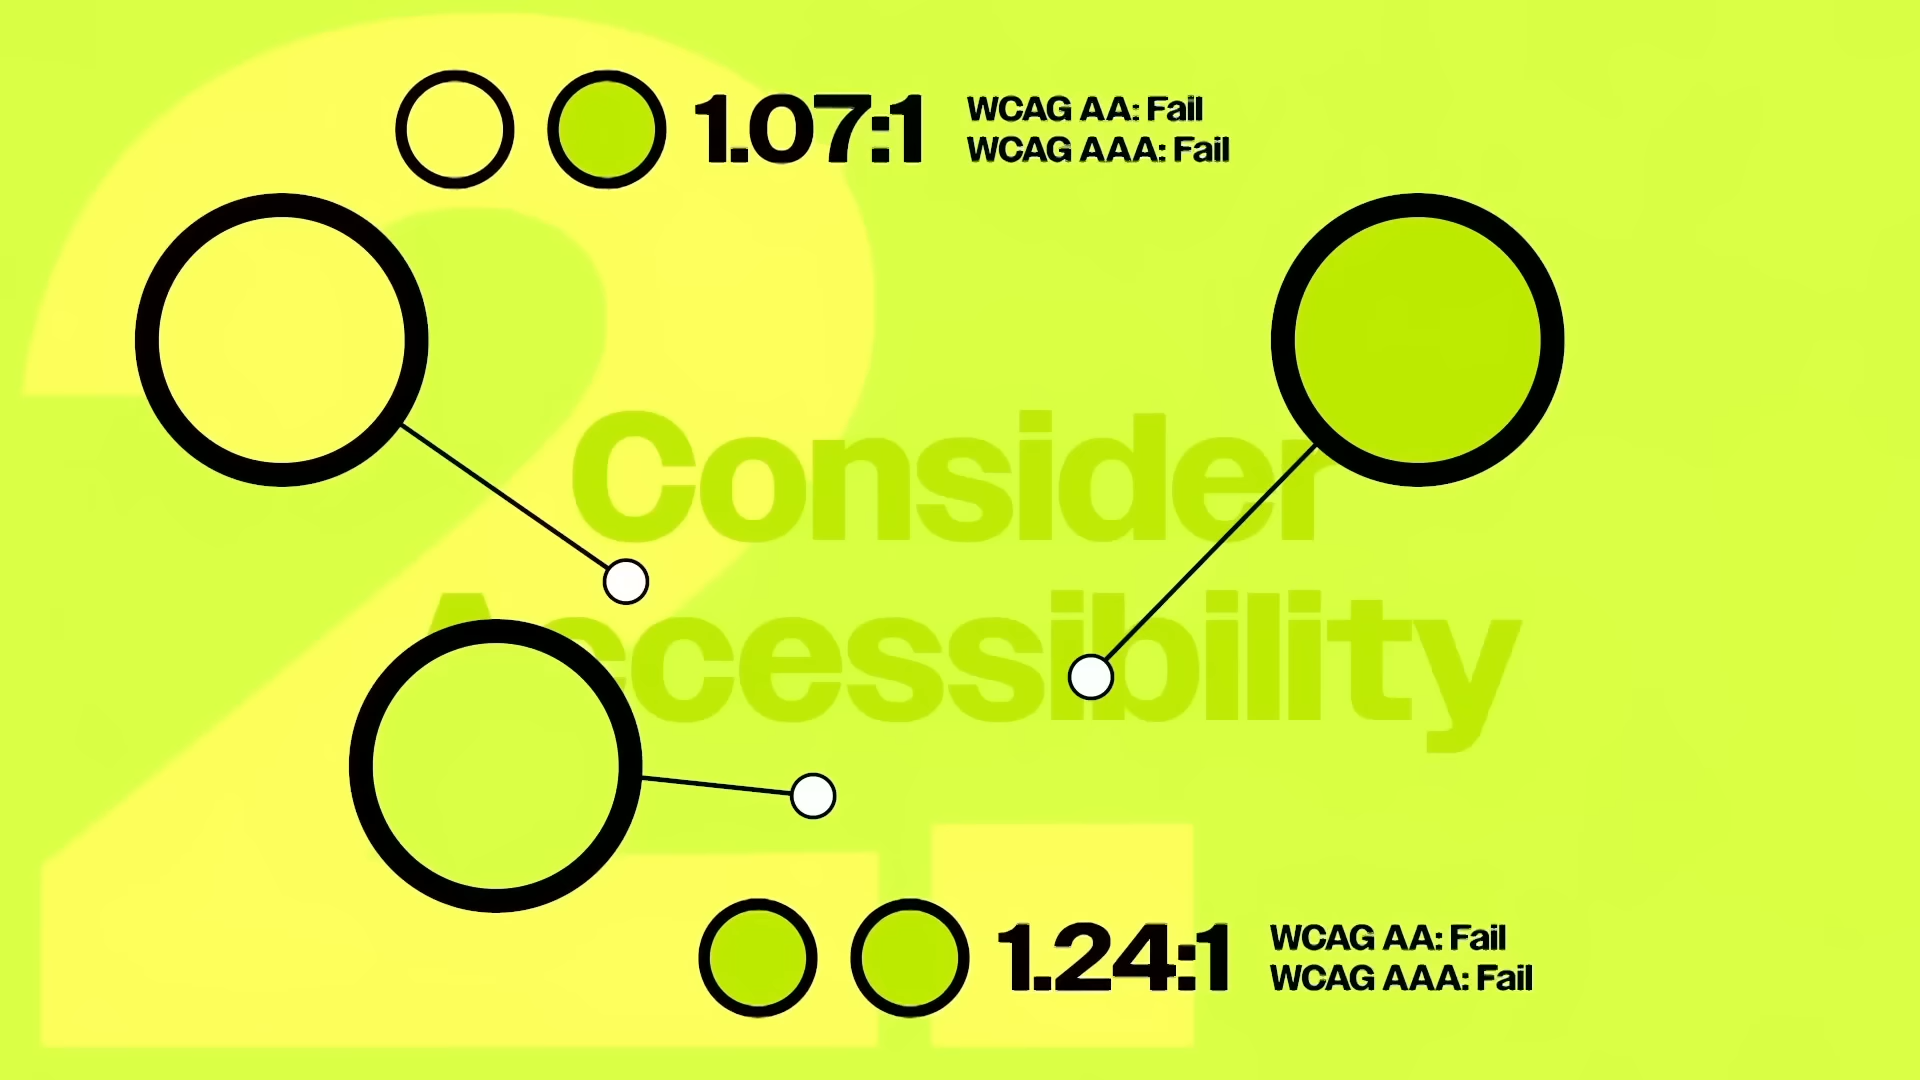 2.
1.07:1
WCAG AA: Fail
WCAG AAA: Fail
Consider
Accessibility
1.24:1
WCAG AA: Fail
WCAG AAA: Fail